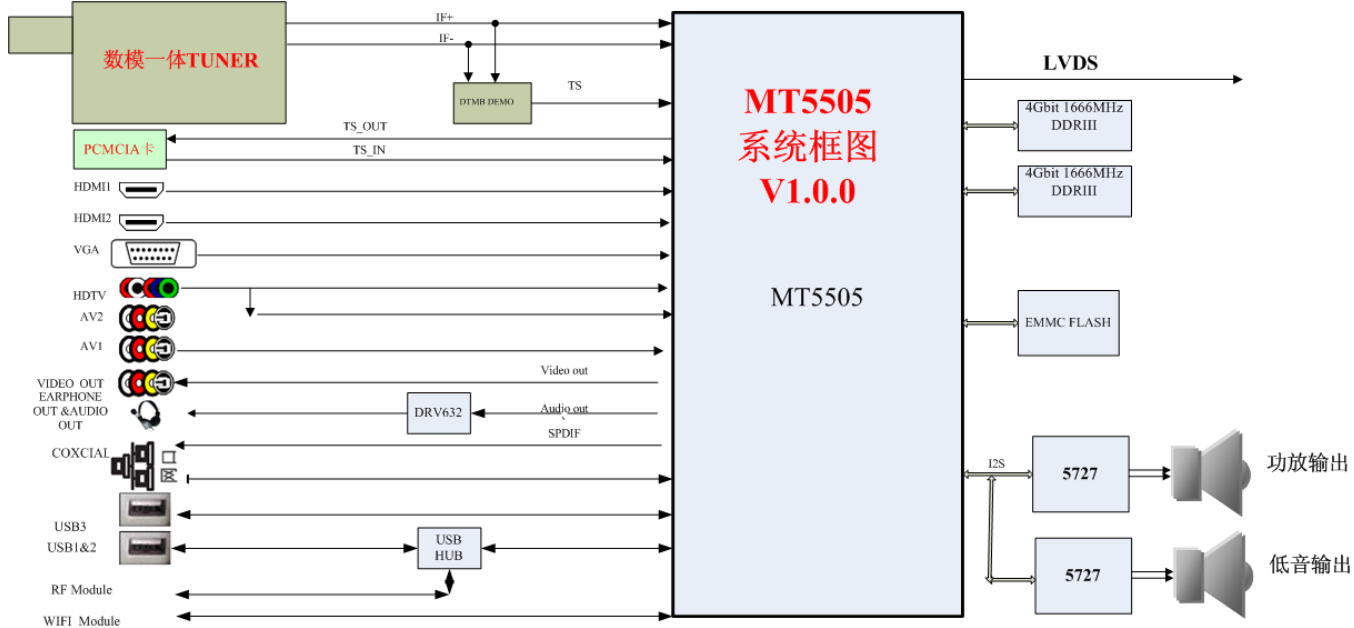 数模一体TUNER
IF+
IF-
DTMB DEMO
TS
PCMCIA卡
TS_OUT
TS_IN
HDMI1
HDMI2
VGA
HDTV
AV2
AV1
VIDEO OUT
EARPHONE
OUT &AUDIO
OUT
Video out
DRV632
Audio out
SPDIF
COXCIAL
网
USB3
USB1&2
USB
HUB
RF Module
WIFI Module
MT5505
系统框图
V1.0.0
MT5505
LVDS
4Gbit 1666MHz
DDRIII
4Gbit 1666MHz
DDRIII
EMMC FLASH
I2S
5727
功放输出
5727
低音输出